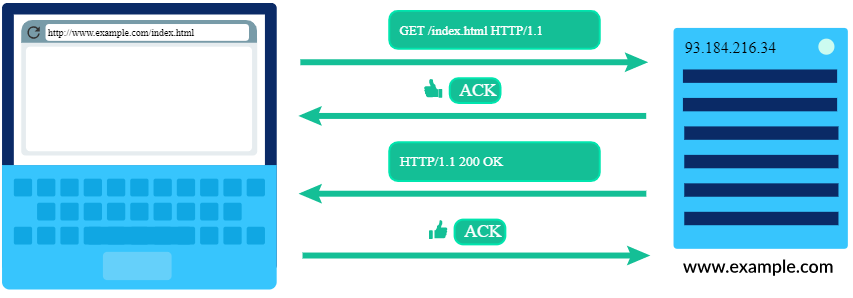 http://www.example.com/index.html
GET /index.html HTTP/1.1
ACK
HTTP/1.1 200 OK
ACK
93.184.216.34
www.example.com